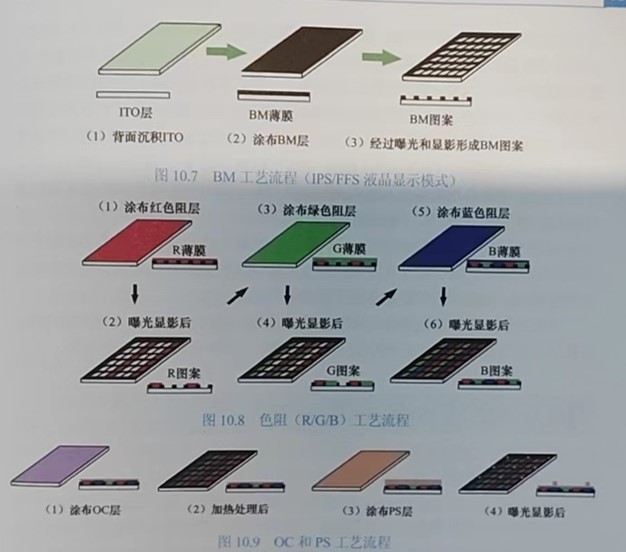 ITO层
BM薄膜
BM图案
（1）背面沉积ITO
（2）涂布BM层
（3）经过曝光和显影形成BM图案
图 10.7 BM 工艺流程（IPS/FFS 液晶显示模式）
（1）涂布红色阻层
（3）涂布绿色阻层
（5）涂布蓝色阻层
R薄膜
G薄膜
B薄膜
（2）曝光显影后
（4）曝光显影后
（6）曝光显影后
R图案
G图案
B图案
图 10.8 色阻（R/G/B）工艺流程
（1）涂布OC层
（2）加热处理后
（3）涂布PS层
（4）曝光显影后
图 10.9 OC 和 PS 工艺流程